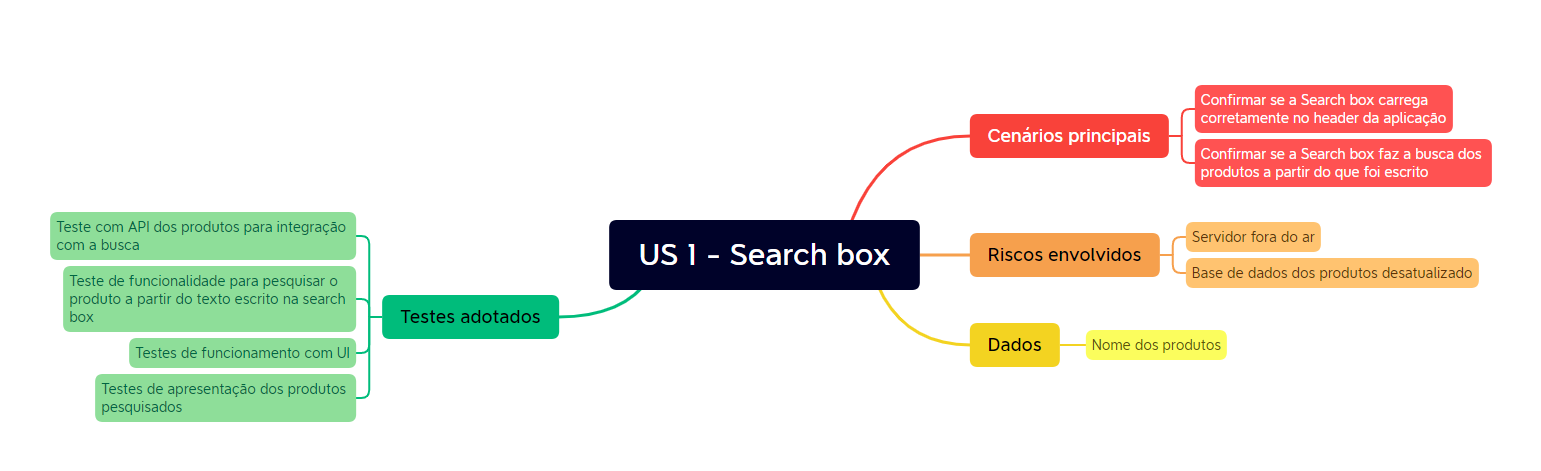 US 1 - Search box
Cenários principais
Confirmar se a Search box carrega
corretamente no header da aplicação
Confirmar se a Search box faz a busca dos
produtos a partir do que foi escrito
Riscos envolvidos
Servidor fora do ar
Base de dados dos produtos desatualizado
Dados
Nome dos produtos
Testes adotados
Teste com API dos produtos para integração
com a busca
Teste de funcionalidade para pesquisar o
produto a partir do texto escrito na search
box
Testes de funcionamento com UI
Testes de apresentação dos produtos
pesquisados